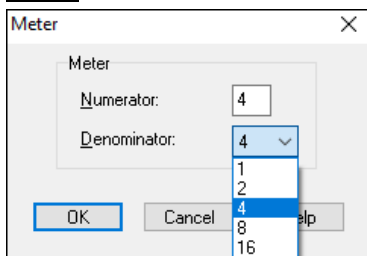 Meter
Meter
Numerator: 4
Denominator: 4
1
2
4
8
16
OK Cancel elp